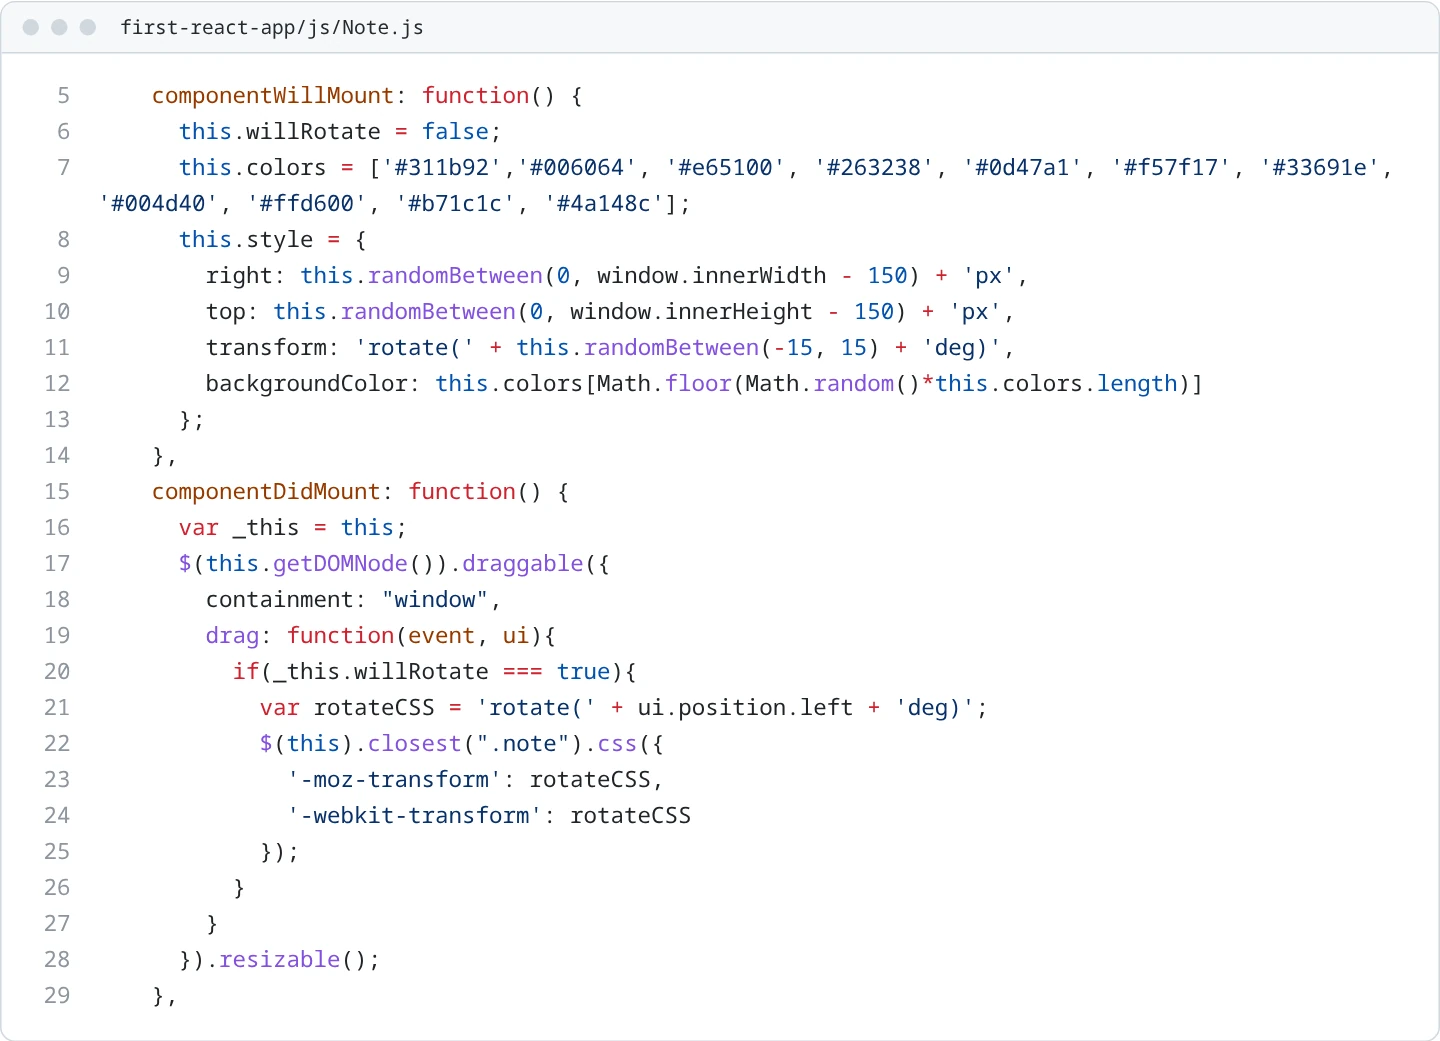 first-react-app/js/Note.js
5 componentWillMount: function() {
6 this.willRotate = false;
7 this.colors = ['#311b92','#006064', '#e65100', '#263238', '#0d47a1', '#f57f17', '#33691e',
'#004d40', '#ffd600', '#b71c1c', '#4a148c'];
8 this.style = {
9 right: this.randomBetween(0, window.innerWidth - 150) + 'px',
10 top: this.randomBetween(0, window.innerHeight - 150) + 'px',
11 transform: 'rotate(' + this.randomBetween(-15, 15) + 'deg)',
12 backgroundColor: this.colors[Math.floor(Math.random()*this.colors.length)]
13 };
14 },
15 componentDidMount: function() {
16 var _this = this;
17 $(this.getDOMNode()).draggable({
18 containment: "window",
19 drag: function(event, ui){
20 if(_this.willRotate === true){
21 var rotateCSS = 'rotate(' + ui.position.left + 'deg)';
22 $(this).closest(".note").css({
23 '-moz-transform': rotateCSS,
24 '-webkit-transform': rotateCSS
25 });
26 }
27 }
28 }).resizable();
29 },